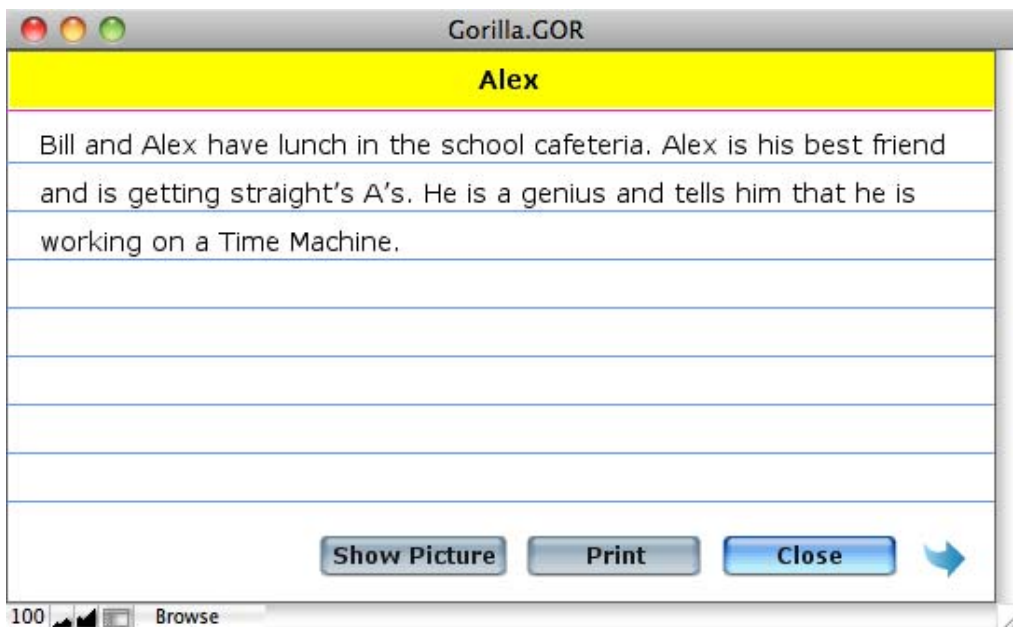 Gorilla.GOR
Alex
Bill and Alex have lunch in the school cafeteria. Alex is his best friend
and is getting straight's A's. He is a genius and tells him that he is
working on a Time Machine.
Show Picture Print Close
100 Browse